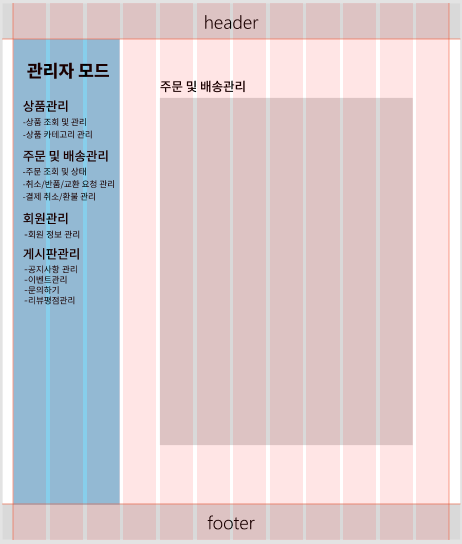 header
관리자 모드
상품관리
-상품 조회 및 관리
-상품 카테고리 관리
주문 및 배송관리
-주문 조회 및 상태
-취소/반품/교환 요청 관리
-결제 취소/환불 관리
회원관리
-회원 정보 관리
게시판관리
-공지사항 관리
-이벤트관리
-문의하기
-리뷰평점관리
주문 및 배송관리
footer